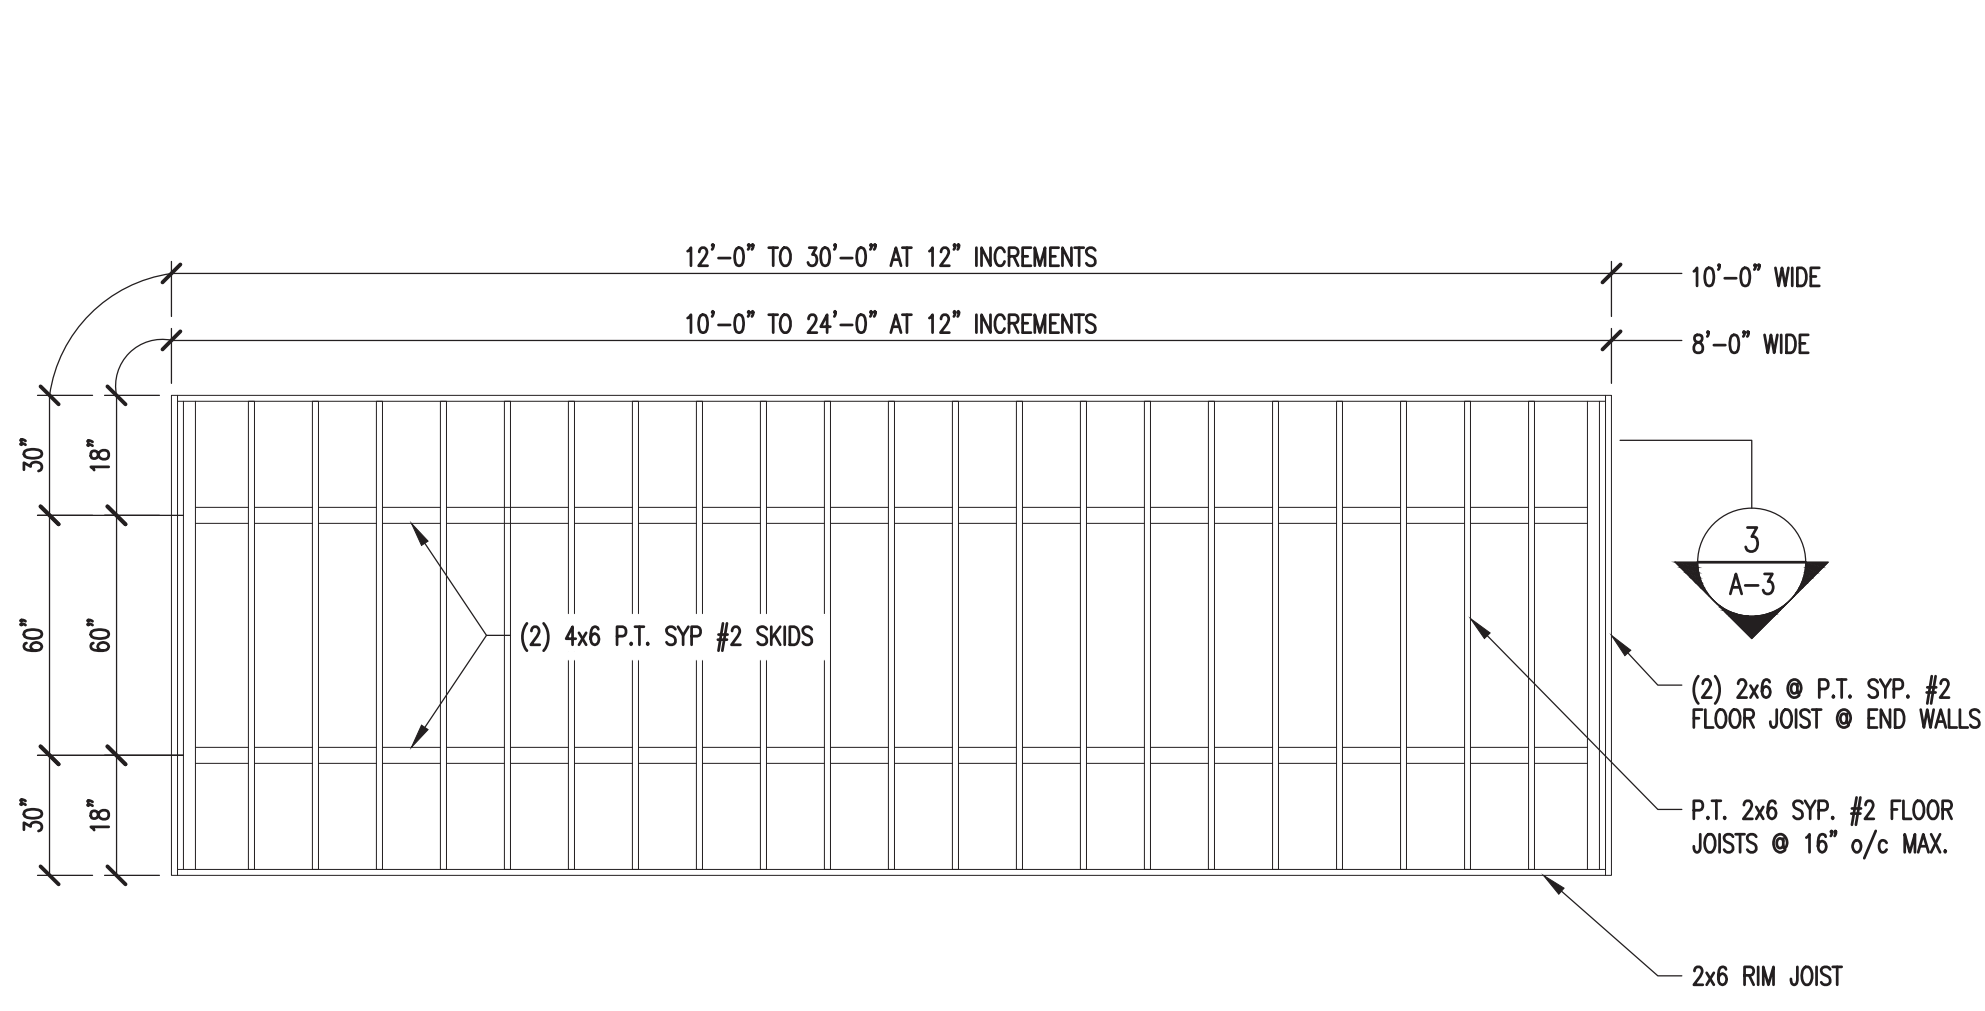 12'-0" TO 30'-0" AT 12" INCREMENTS
10'-0" WIDE
10'-0" TO 24'-0" AT 12" INCREMENTS
8'-0" WIDE
30"
18"
60"
60"
30"
18"
(2) 4x6 P.T. SYP #2 SKIDS
3
A-3
(2) 2x6 @ P.T. SYP. #2
FLOOR JOIST @ END WALLS
P.T. 2x6 SYP. #2 FLOOR
JOISTS @ 16" o/c MAX.
2x6 RIM JOIST